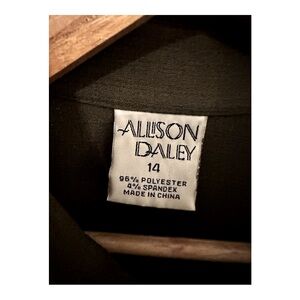 ALLISON
DALEY
14
96% POLYESTER
4% SPANDEX
MADE IN CHINA